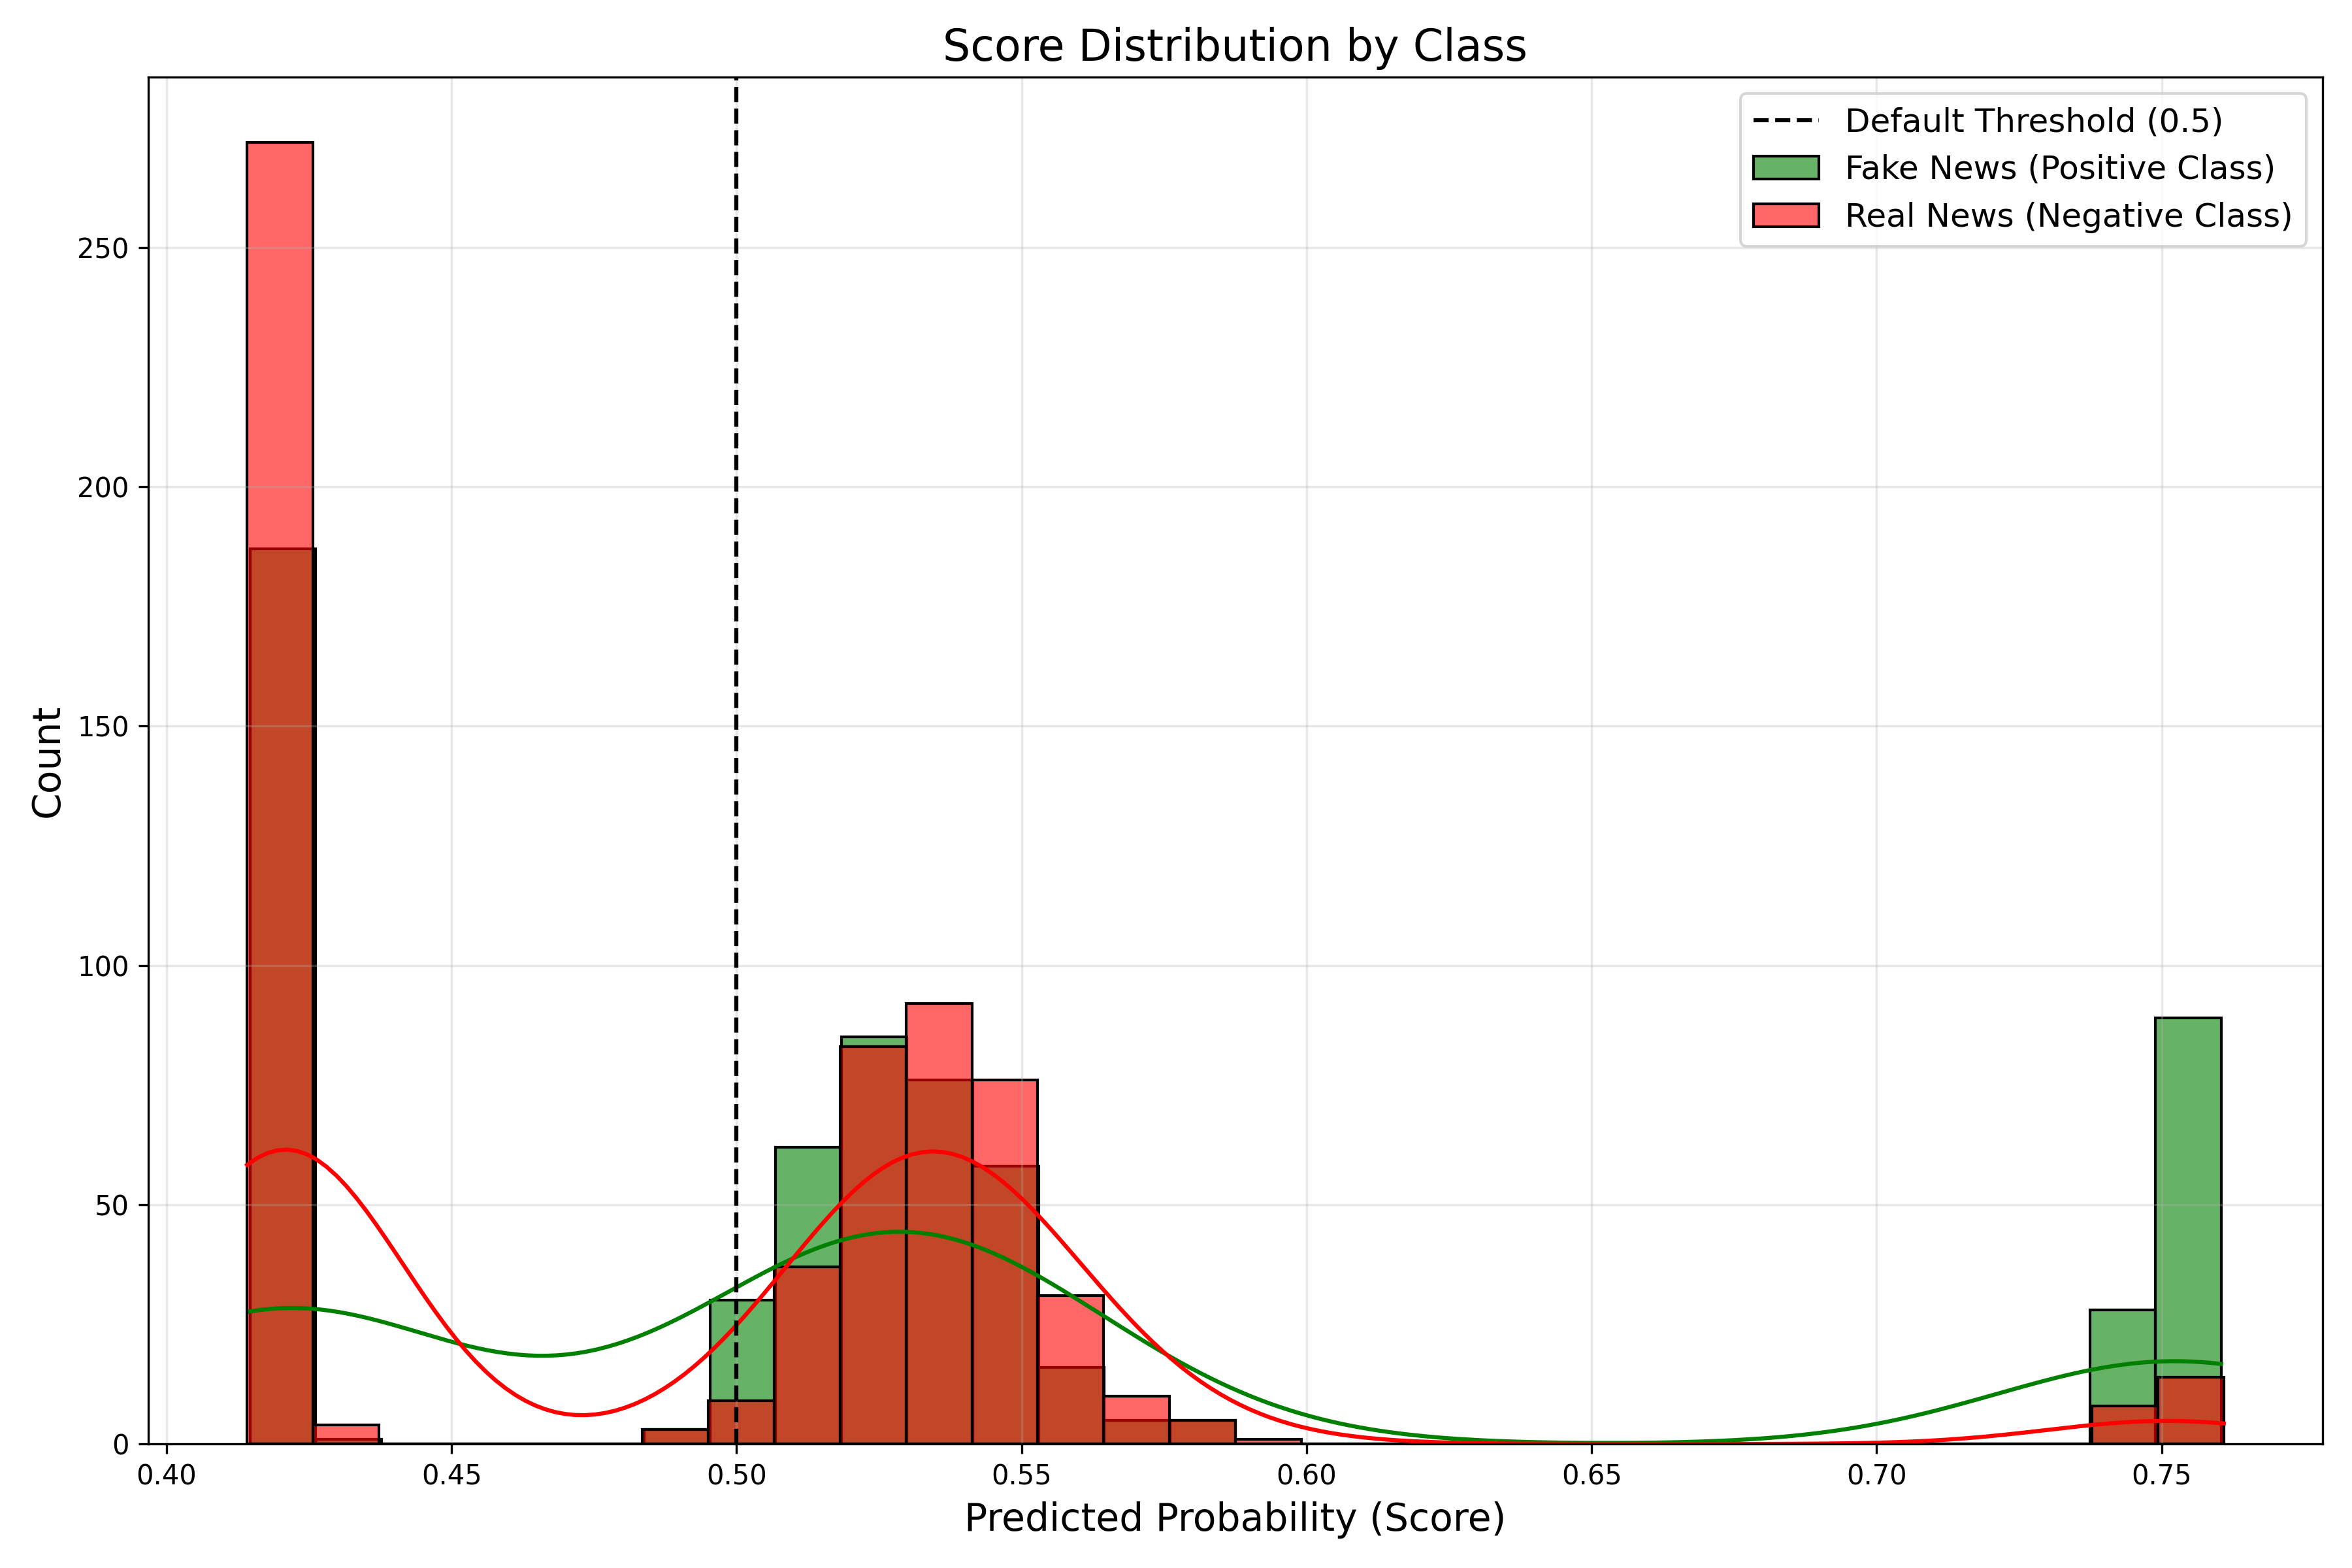 Score Distribution by Class
Default Threshold (0.5)
Fake News (Positive Class)
Real News (Negative Class)
250
200
150
100
50
0
Count
0.40 0.45 0.50 0.55 0.60 0.65 0.70 0.75
Predicted Probability (Score)